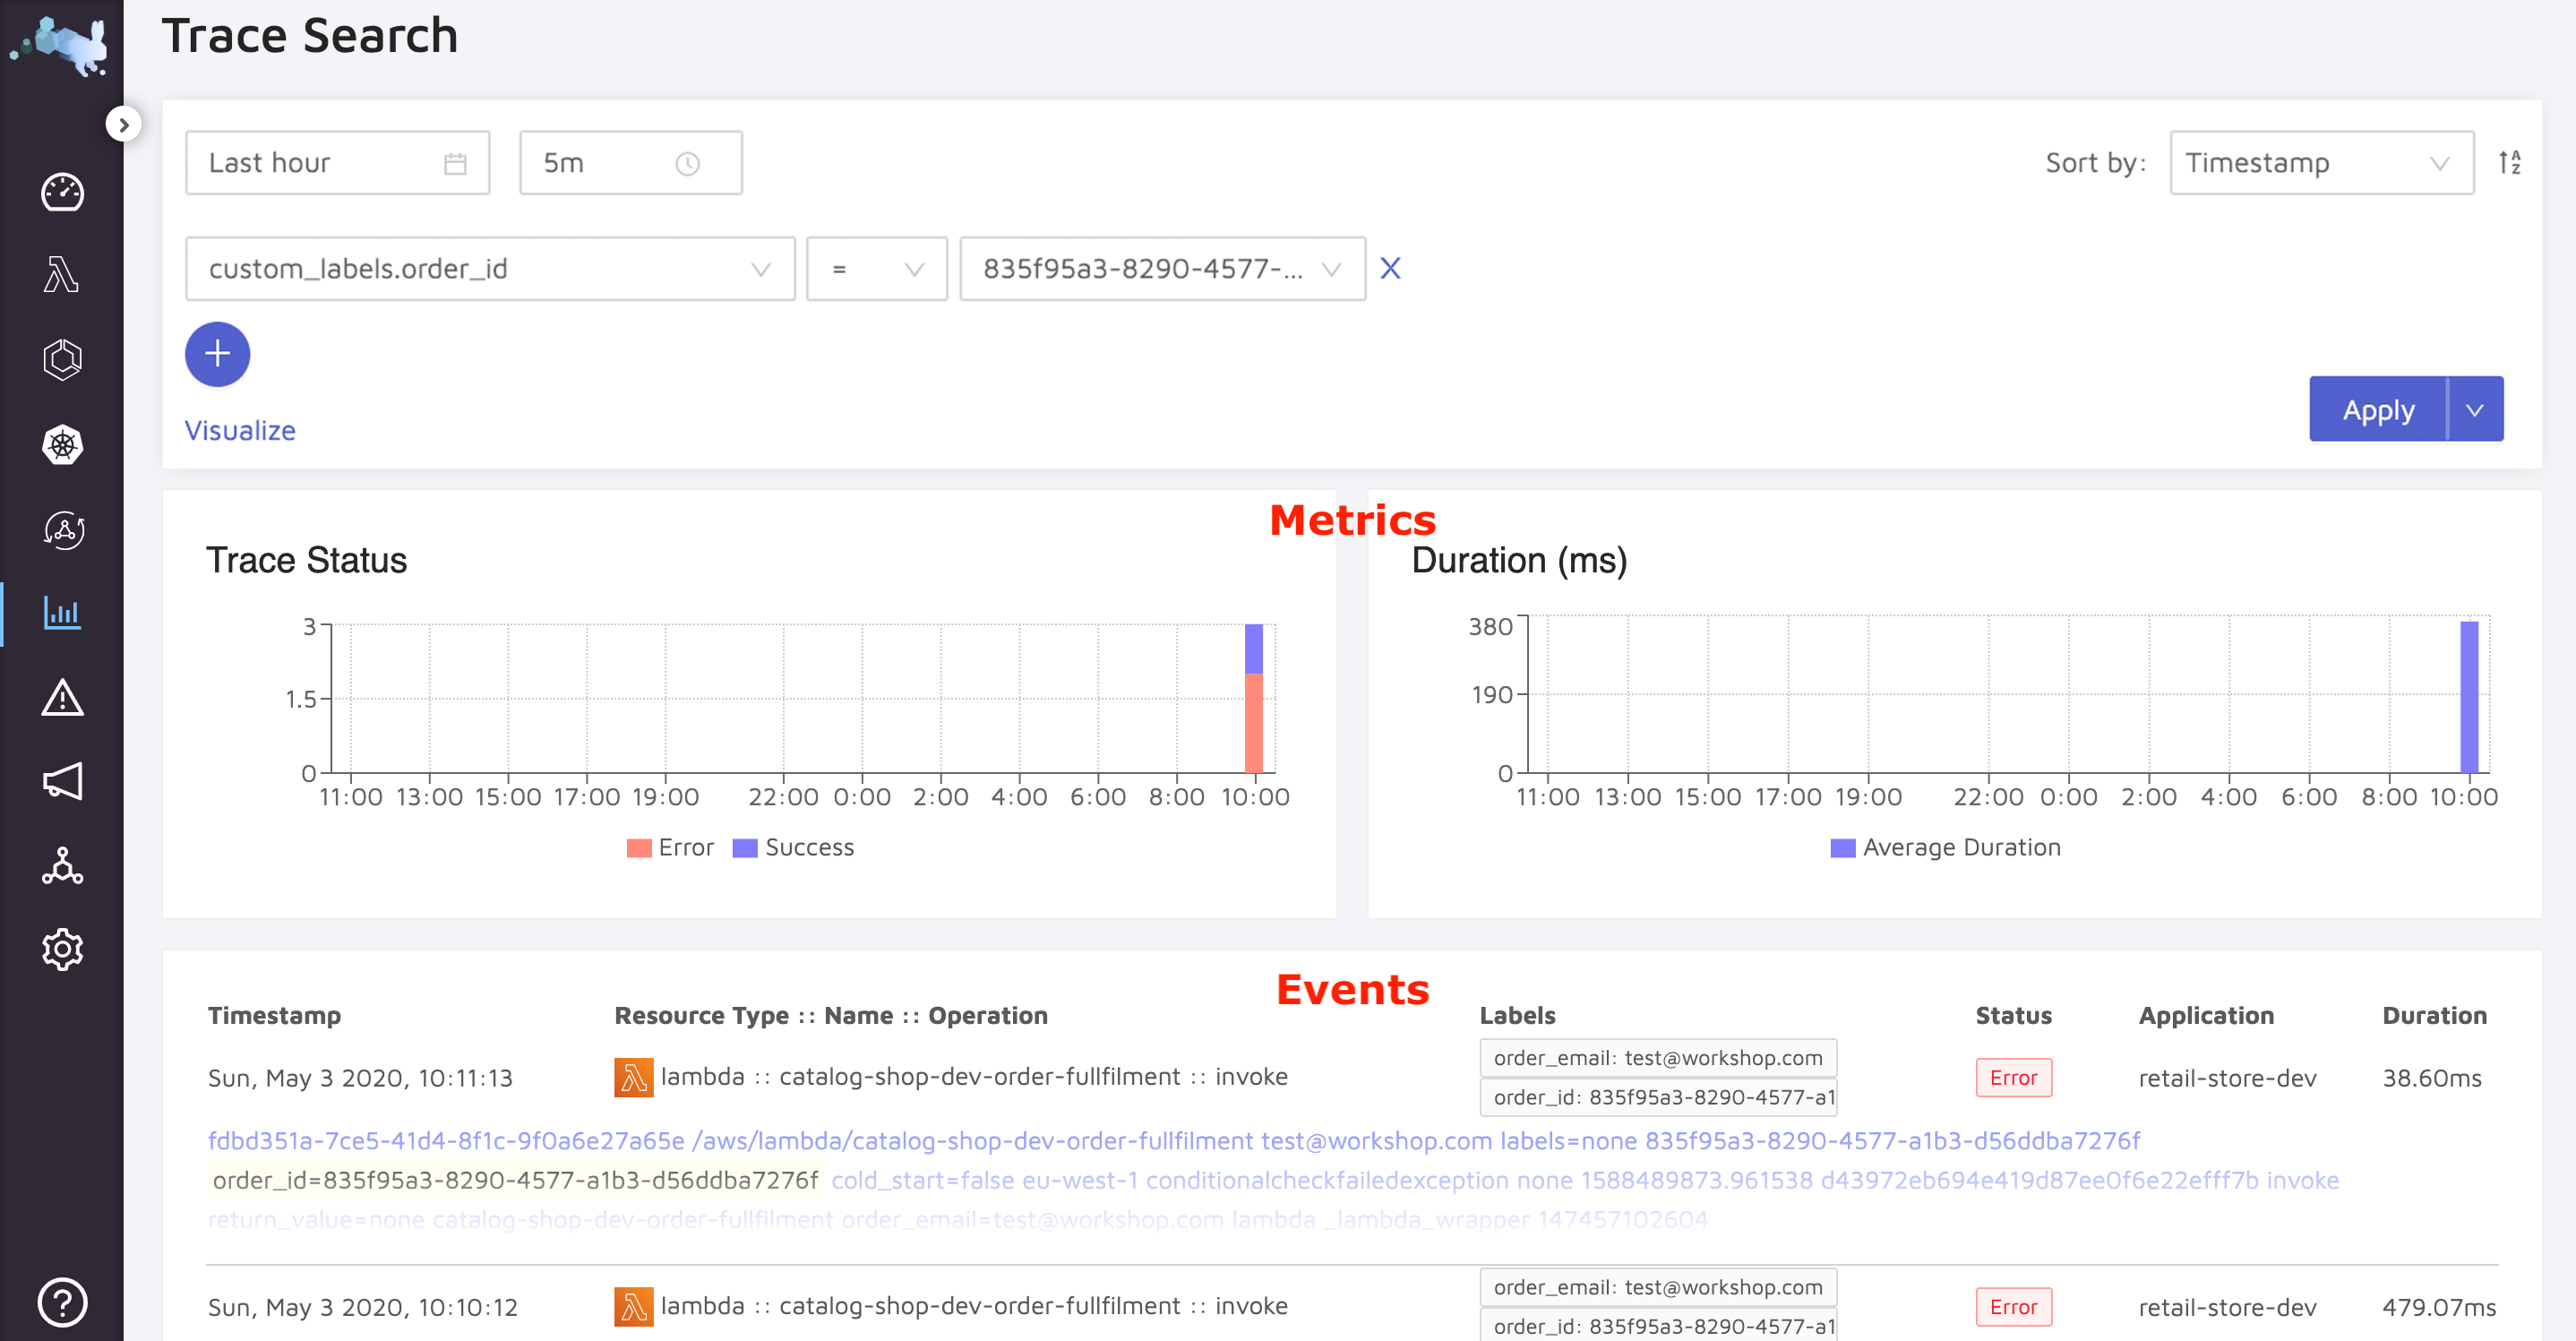 Trace Search
Last hour
5m
Sort by:
Timestamp
custom_labels.order_id
=
835f95a3-8290-4577-...
X
Visualize
Apply
Metrics
Trace Status
3
1.5
0
11:00 13:00 15:00 17:00 19:00 22:00 0:00 2:00 4:00 6:00 8:00 10:00
Error Success
Duration (ms)
380
190
0
11:00 13:00 15:00 17:00 19:00 22:00 0:00 2:00 4:00 6:00 8:00 10:00
Average Duration
Events
Timestamp Resource Type :: Name :: Operation Labels Status Application Duration
order_email: test@workshop.com
Sun, May 3 2020, 10:11:13 lambda :: catalog-shop-dev-order-fullfilment :: invoke Error retail-store-dev 38.60ms
order_id: 835f95a3-8290-4577-a1
fdbd351a-7ce5-41d4-8f1c-9f0a6e27a65e /aws/lambda/catalog-shop-dev-order-fullfilment test@workshop.com labels=none 835f95a3-8290-4577-a1b3-d56ddba7276f
order_id=835f95a3-8290-4577-a1b3-d56ddba7276f cold_start=false eu-west-1 conditionalcheckfailedexception none 1588489873.961538 d43972eb694e419d87ee0f6e22efff7b invoke
return_value=none catalog-shop-dev-order-fullfilment order_email=test@workshop.com lambda _lambda_wrapper 147457102604
order_email: test@workshop.com
Sun, May 3 2020, 10:10:12 lambda :: catalog-shop-dev-order-fullfilment :: invoke Error retail-store-dev 479.07ms
order_id: 835f95a3-8290-4577-a1